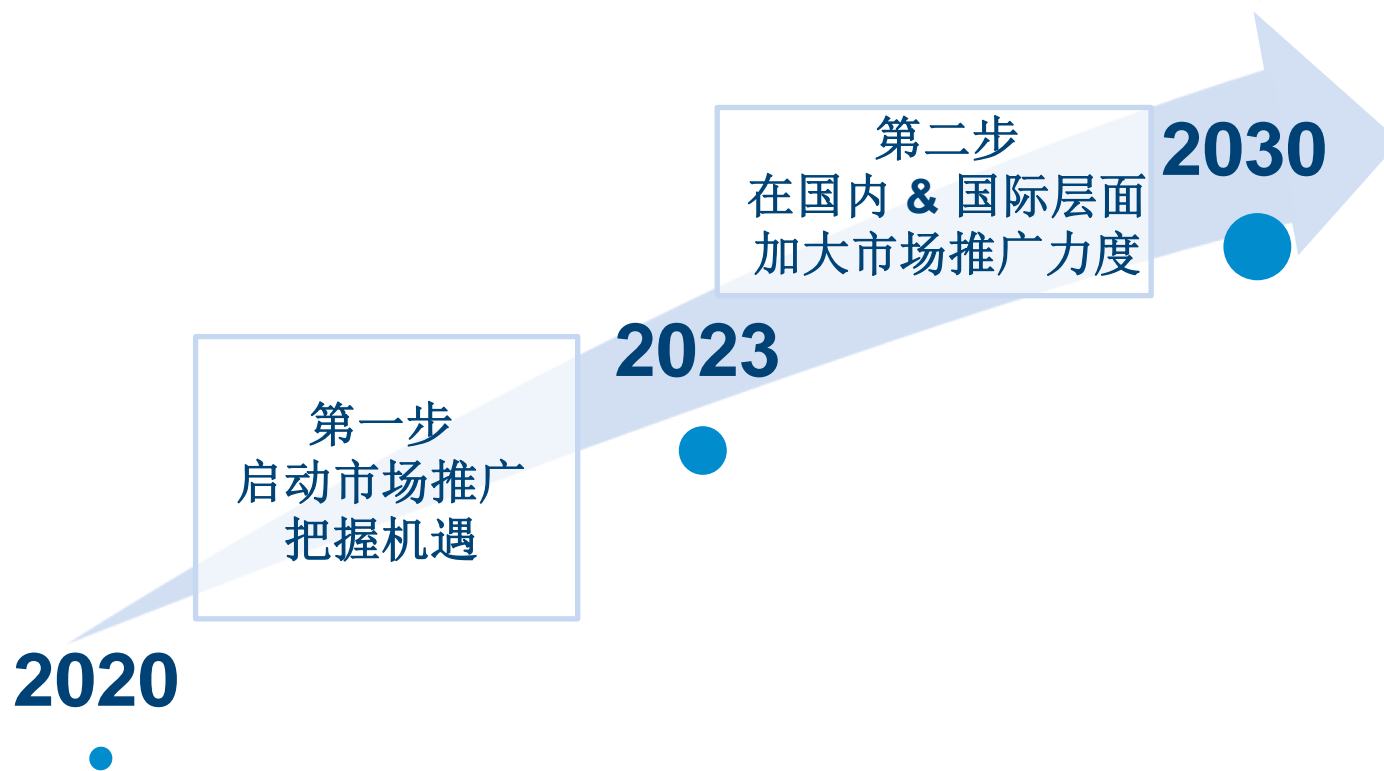 第二步
在国内 & 国际层面
加大市场推广力度
2030
2023
第一步
启动市场推广
把握机遇
2020